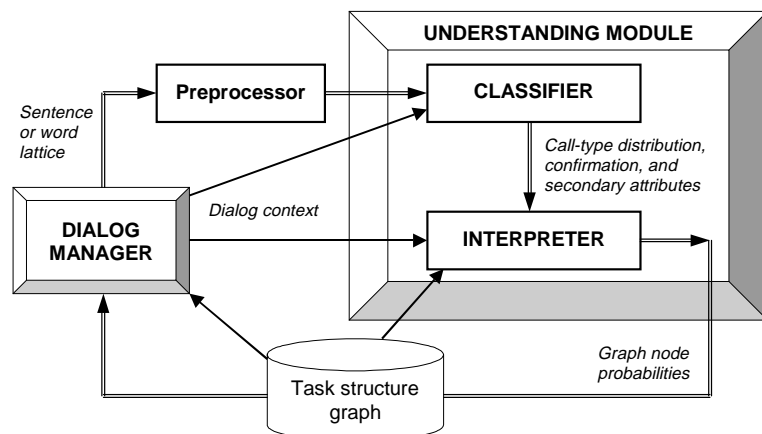 UNDERSTANDING MODULE
Preprocessor
CLASSIFIER
Sentence
or word
lattice
Call-type distribution,
confirmation, and
secondary attributes
Dialog context
DIALOG
MANAGER
INTERPRETER
Graph node
probabilities
Task structure
graph